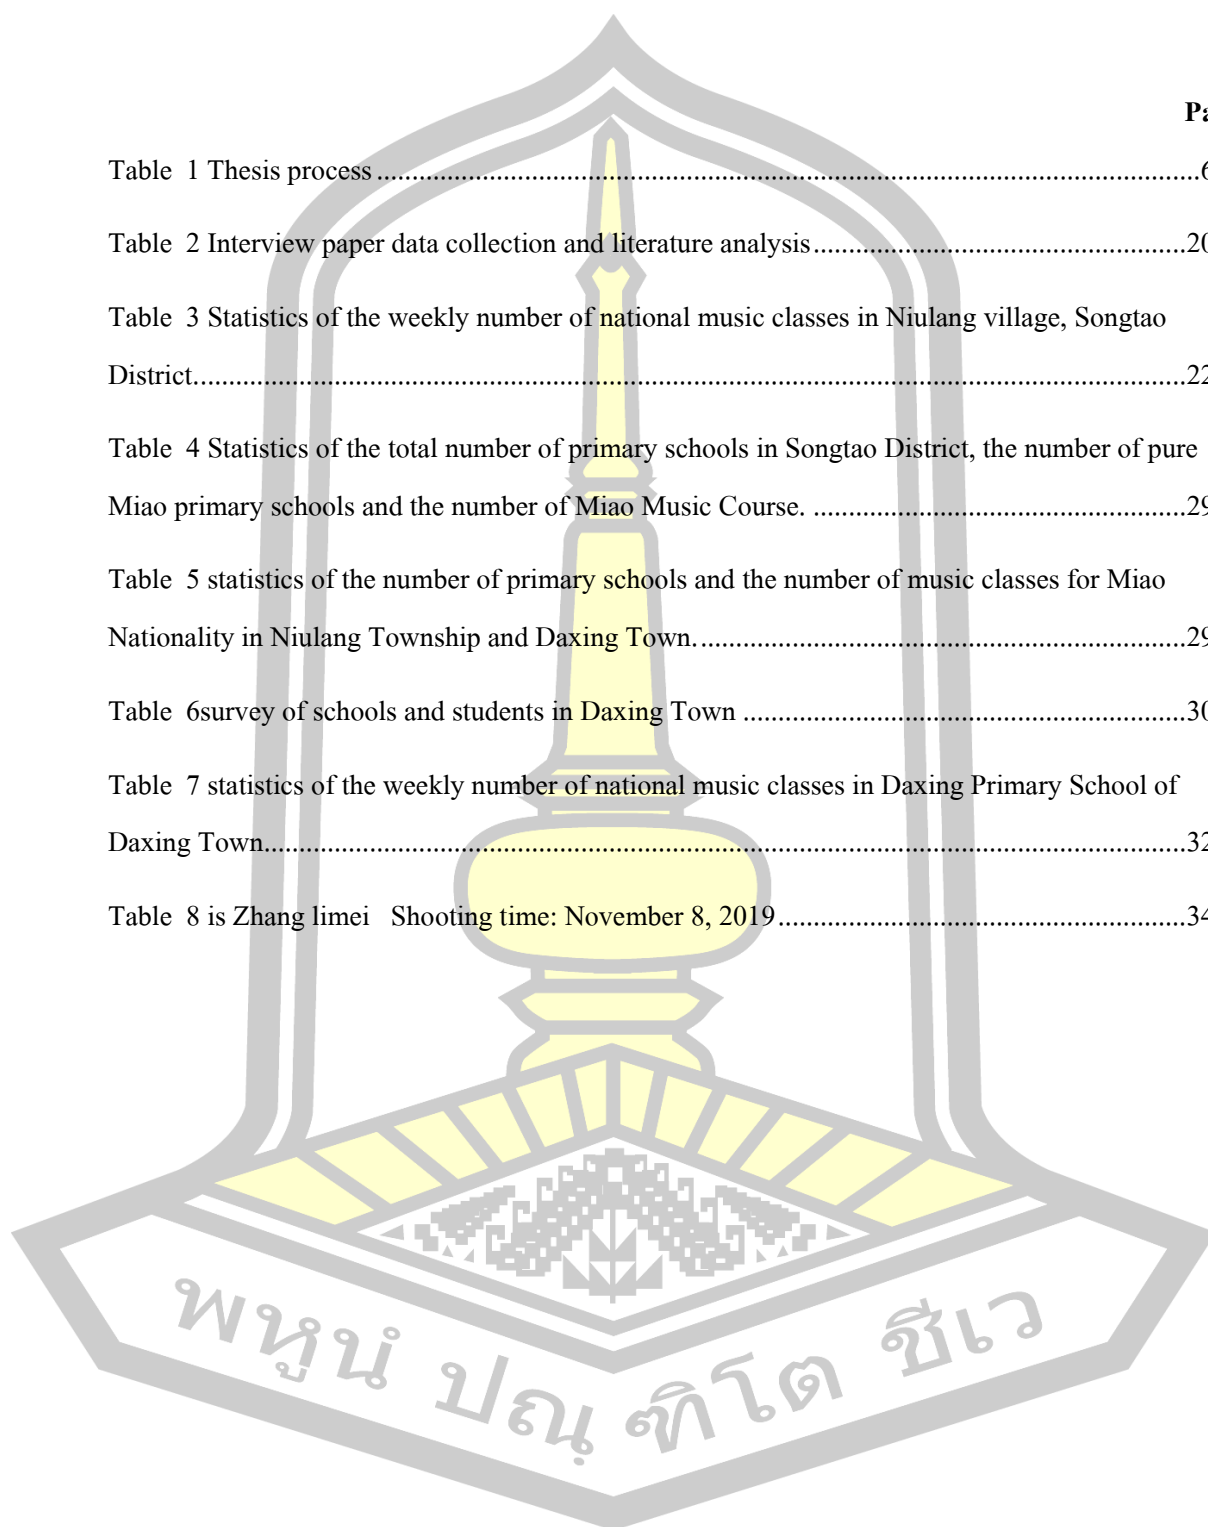 Pa
Table 1 Thesis process....................6
Table 2 Interview paper data collection and literature analysis....................20
Table 3 Statistics of the weekly number of national music classes in Niulang village, Songtao
District.....................22
Table 4 Statistics of the total number of primary schools in Songtao District, the number of pure
Miao primary schools and the number of Miao Music Course. ....................29
Table 5 statistics of the number of primary schools and the number of music classes for Miao
Nationality in Niulang Township and Daxing Town.....................29
Table 6survey of schools and students in Daxing Town ....................30
Table 7 statistics of the weekly number of national music classes in Daxing Primary School of
Daxing Town....................32
Table 8 is Zhang limei Shooting time: November 8, 2019....................34
พหูนํ ปณฺฑิโต ชีเว